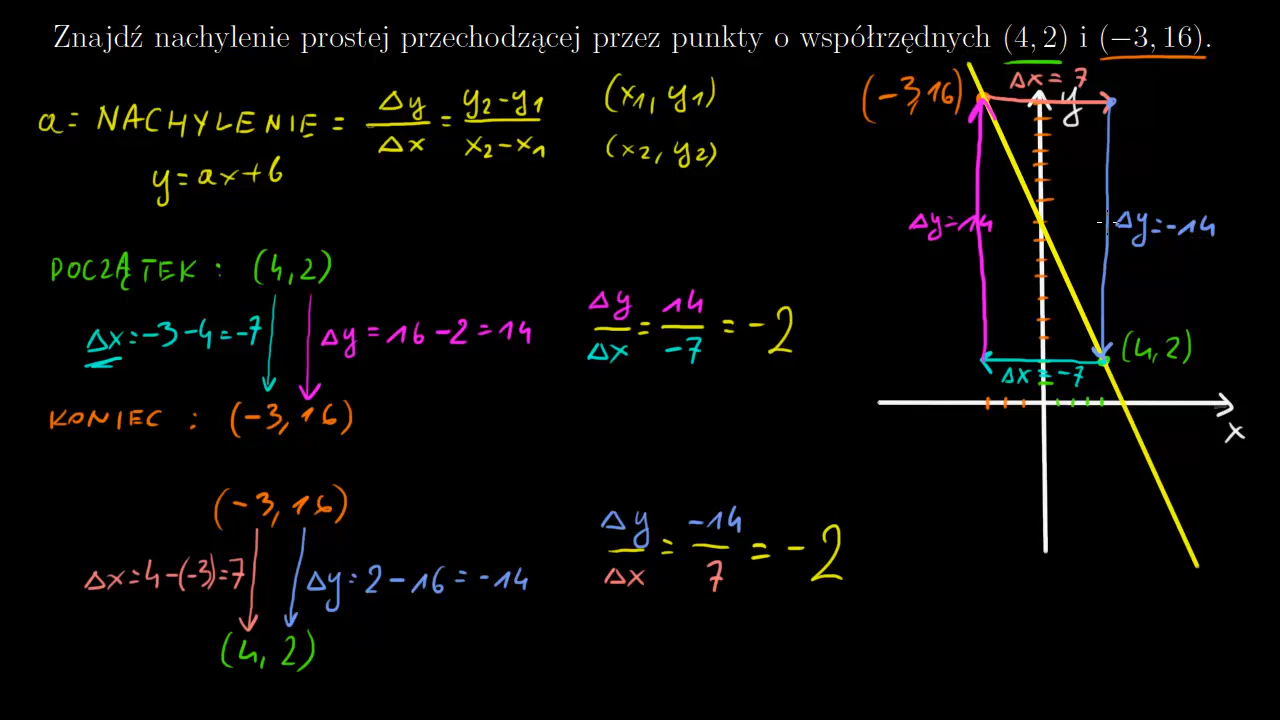 Znajdź nachylenie prostej przechodzącej przez punkty o współrzędnych (4, 2) i (−3, 16).
a = NACHYLENIE = Δy/Δx = (y2−y1)/(x2−x1)
(x1, y1)
(x2, y2)
y = ax+b
POCZĄTEK : (4,2)
Δx=−3−4=−7
Δy = 16−2=14
Δy/Δx = 14/−7 = −2
KONIEC : (−3, 16)
(−3, 16)
Δx=4−(−3)=7
Δy=2−16=−14
Δy/Δx = −14/7 = −2
(4, 2)
Δx= 7
(−3,16)
y
Δy=14
Δy=−14
(4,2)
Δx=−7
x